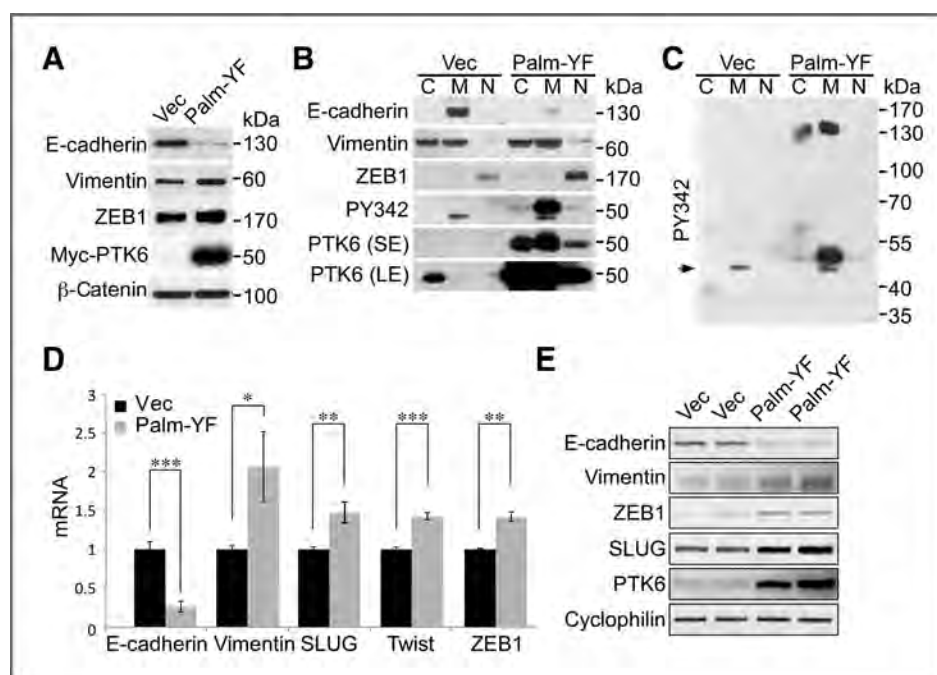 A
Vec Palm-YF
kDa
E-cadherin -130
Vimentin -60
ZEB1 -170
Myc-PTK6 -50
β-Catenin -100
B
Vec Palm-YF
C M N C M N kDa
E-cadherin -130
Vimentin -60
ZEB1 -170
PY342 -50
PTK6 (SE) -50
PTK6 (LE) -50
C
Vec Palm-YF
C M N C M N kDa
-170
-130
-100
-70
-55
-40
-35
PY342
D
3
2.5
2
1.5
1
0.5
0
mRNA
Vec
Palm-YF
*** * ** *** **
E-cadherin Vimentin SLUG Twist ZEB1
E
Vec Vec Palm-YF Palm-YF
E-cadherin
Vimentin
ZEB1
SLUG
PTK6
Cyclophilin